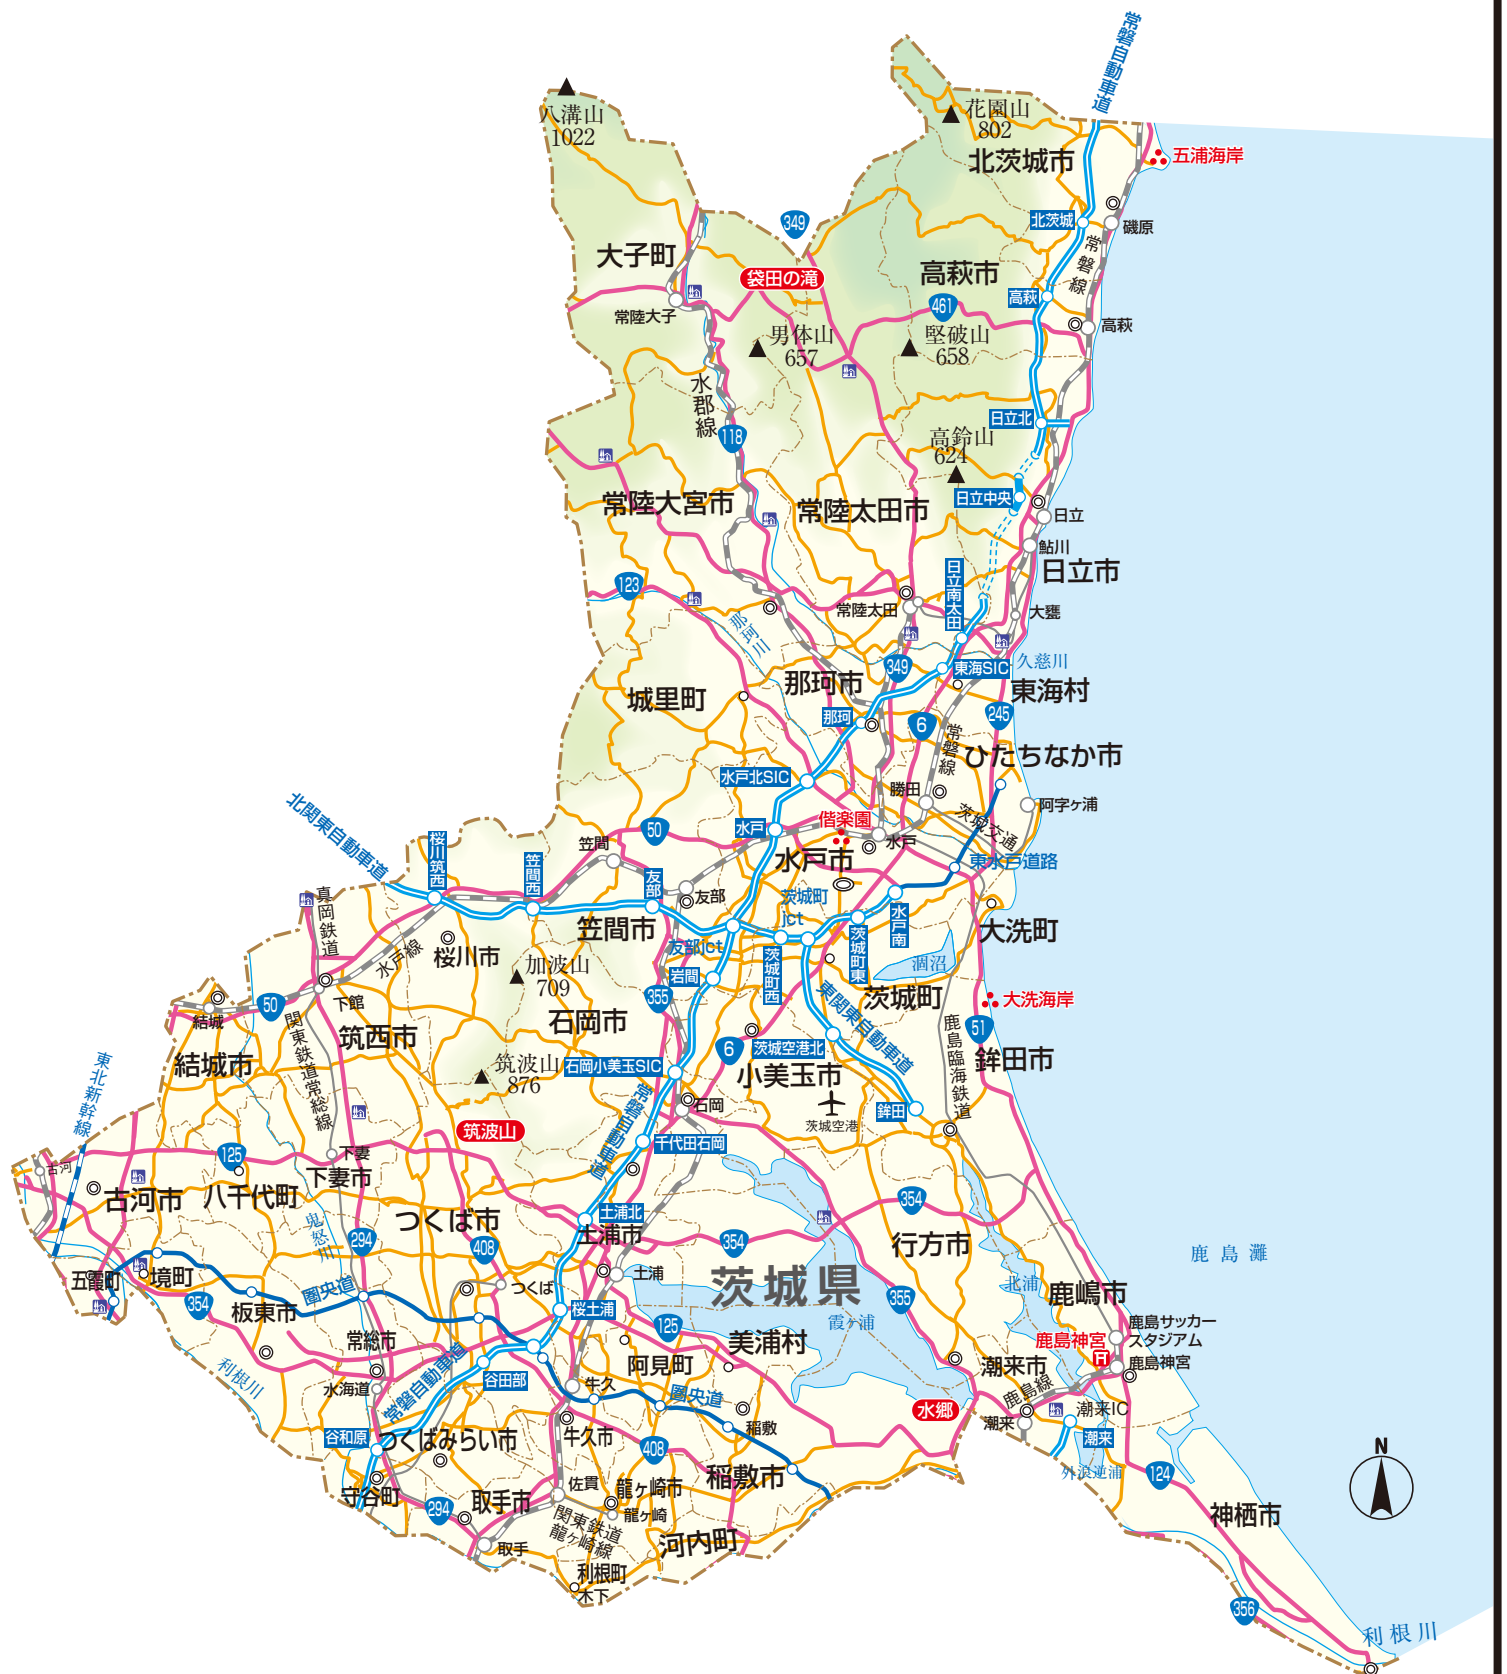 常磐自動車道
八溝山
1022
花園山
802
北茨城市
五浦海岸
北茨城
磯原
349
大子町
袋田の滝
高萩市
常磐線
高萩
461
常陸大子
高萩
男体山
657
堅破山
658
水郡線
118
日立北
高鈴山
624
常陸大宮市
常陸太田市
日立中央
日立
鮎川
日立市
日立南太田
123
常陸太田
大甕
那珂川
349
東海SIC
久慈川
那珂市
東海村
城里町
那珂
6
245
常磐線
ひたちなか市
水戸北SIC
勝田
阿字ヶ浦
北関東自動車道
偕楽園
茨城交通
50
水戸
水戸
桜川筑西
笠間
笠間西
水戸市
東水戸道路
友部
友部
茨城町
jct
真岡鉄道
笠間市
水戸南
大洗町
水戸線
桜川市
友部jct
茨城町西
茨城町東
加波山
709
岩間
涸沼
東関東自動車道
茨城町
大洗海岸
下館
50
355
結城
関東鉄道常総線
筑西市
石岡市
51
鹿島臨海鉄道
結城市
筑波山
876
石岡小美玉SIC
6
茨城空港北
鉾田市
東北新幹線
小美玉市
常磐自動車道
石岡
鉾田
茨城空港
筑波山
千代田石岡
125
下妻
古河
下妻市
古河市
八千代町
鬼怒川
つくば市
土浦北
354
294
408
土浦市
354
行方市
鹿島灘
五霞町
境町
圏央道
つくば
土浦
茨城県
北浦
鹿嶋市
354
板東市
桜土浦
125
355
霞ヶ浦
鹿島サッカー
スタジアム
常総市
美浦村
鹿島神宮
利根川
常磐自動車道
阿見町
潮来市
鹿島神宮
水海道
谷田部
牛久
圏央道
鹿島線
水郷
潮来
潮来IC
谷和原
つくばみらい市
牛久市
稲敷
潮来
408
外浪逆浦
124
守谷町
佐貫
龍ヶ崎市
稲敷市
294
取手市
龍ヶ崎
神栖市
関東鉄道
龍ヶ崎線
取手
河内町
利根町
木下
356
利根川
N